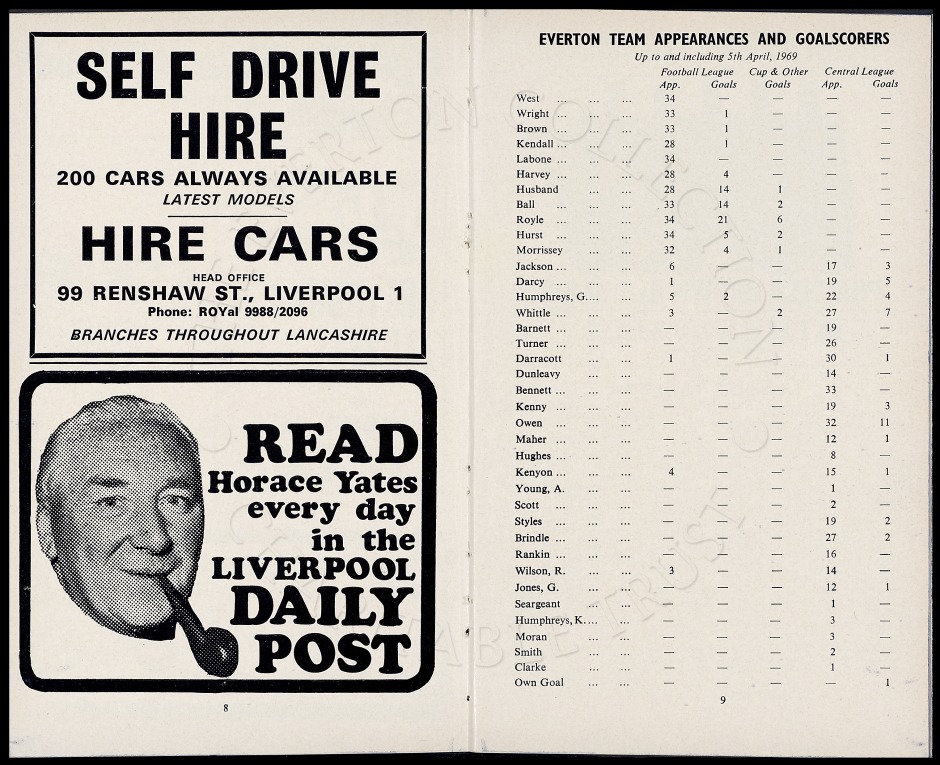 SELF DRIVE
HIRE
200 CARS ALWAYS AVAILABLE
LATEST MODELS
HIRE CARS
HEAD OFFICE
99 RENSHAW ST., LIVERPOOL 1
Phone: ROYal 9988/2096
BRANCHES THROUGHOUT LANCASHIRE
READ
Horace Yates
every day
in the
LIVERPOOL
DAILY
POST
8
EVERTON TEAM APPEARANCES AND GOALSCORERS
Up to and including 5th April, 1969
Football League Cup & Other Central League
App. Goals Goals App. Goals
West ... ... ... 34 — — — —
Wright ... ... ... 33 1 — — —
Brown ... ... ... 33 1 — — —
Kendall ... ... ... 28 1 — — —
Labone ... ... ... 34 — — — —
Harvey ... ... ... 28 4 — — —
Husband ... ... 28 14 1 — —
Ball ... ... ... 33 14 2 — —
Royle ... ... ... 34 21 6 — —
Hurst ... ... ... 34 5 2 — —
Morrissey ... ... 32 4 1 — —
Jackson ... ... ... 6 — — 17 3
Darcy ... ... ... 1 — — 19 5
Humphreys, G.... ... 5 2 — 22 4
Whittle ... ... ... 3 — 2 27 7
Barnett ... ... ... — — — 19 —
Turner ... ... ... — — — 26 —
Darracott ... ... 1 — — 30 1
Dunleavy ... ... — — — 14 —
Bennett ... ... ... — — — 33 —
Kenny ... ... ... — — — 19 3
Owen ... ... ... — — — 32 11
Maher ... ... ... — — — 12 1
Hughes ... ... ... — — — 8 —
Kenyon ... ... ... 4 — — 15 1
Young, A. ... ... — — — 1 —
Scott ... ... ... — — — 2 —
Styles ... ... ... — — — 19 2
Brindle ... ... ... — — — 27 2
Rankin ... ... ... — — — 16 —
Wilson, R. ... ... 3 — — 14 —
Jones, G. ... ... — — — 12 1
Seargeant ... ... — — — 1 —
Humphreys, K.... ... — — — 3 —
Moran ... ... ... — — — 3 —
Smith ... ... ... — — — 2 —
Clarke ... ... ... — — — 1 —
Own Goal ... ... — — — — 1
9